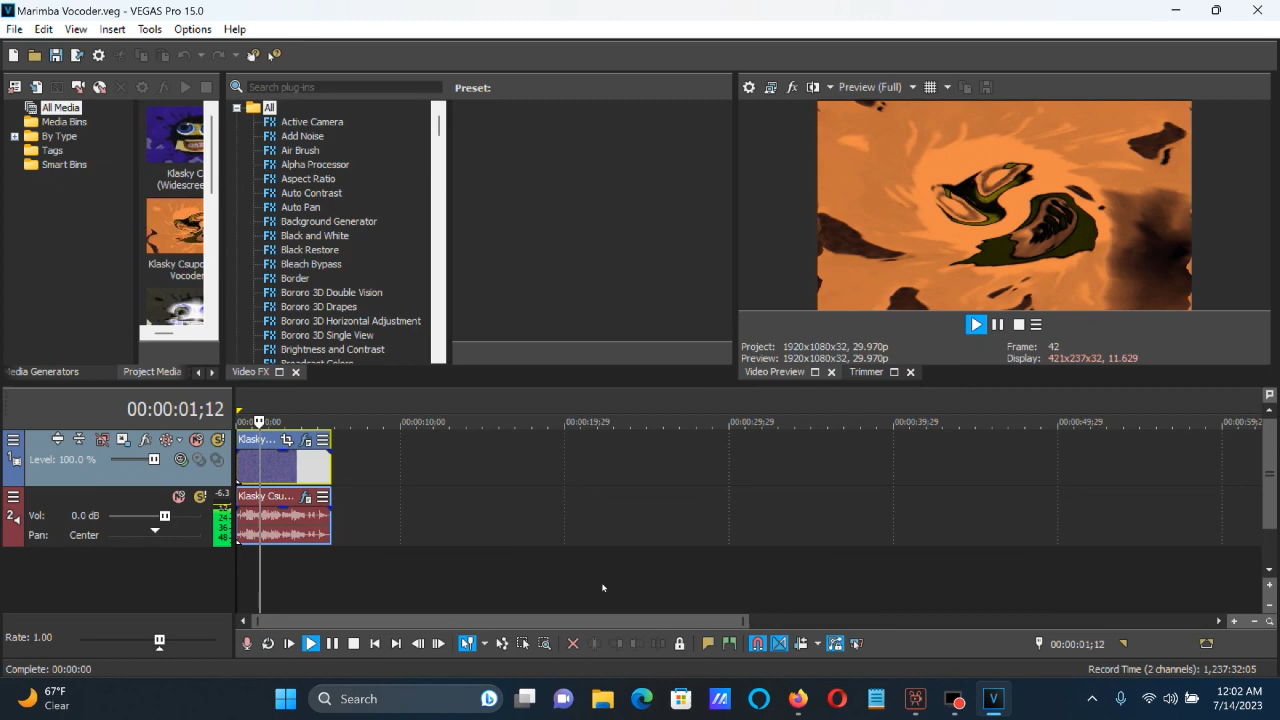 Marimba Vocoder.veg - VEGAS Pro 15.0
File Edit View Insert Tools Options Help
Search plug-ins
Preset:
Preview (Full)
All Media
Media Bins
By Type
Tags
Smart Bins
Klasky C
(Widescree
Klasky Csupo
Vocoder
All
Active Camera
Add Noise
Air Brush
Alpha Processor
Aspect Ratio
Auto Contrast
Auto Pan
Background Generator
Black and White
Black Restore
Bleach Bypass
Border
Bororo 3D Double Vision
Bororo 3D Drapes
Bororo 3D Horizontal Adjustment
Bororo 3D Single View
Brightness and Contrast
Project: 1920x1080x32, 29.970p
Preview: 1920x1080x32, 29.970p
Frame: 42
Display: 421x237x32, 11.629
Media Generators Project Media
Video FX
Video Preview Trimmer
00:00:01;12
00:00:10;00 00:00:19;29 00:00:29;29 00:00:39;29 00:00:49;29 00:00:59;2
1
Level: 100.0 %
Klasky...
2
Vol: 0.0 dB
Pan: Center
-6.3
12
24
36
48
Klasky Csu...
Rate: 1.00
00:00:01;12
Complete: 00:00:00
Record Time (2 channels): 1,237:32:05
67°F
Clear
Search
12:02 AM
7/14/2023